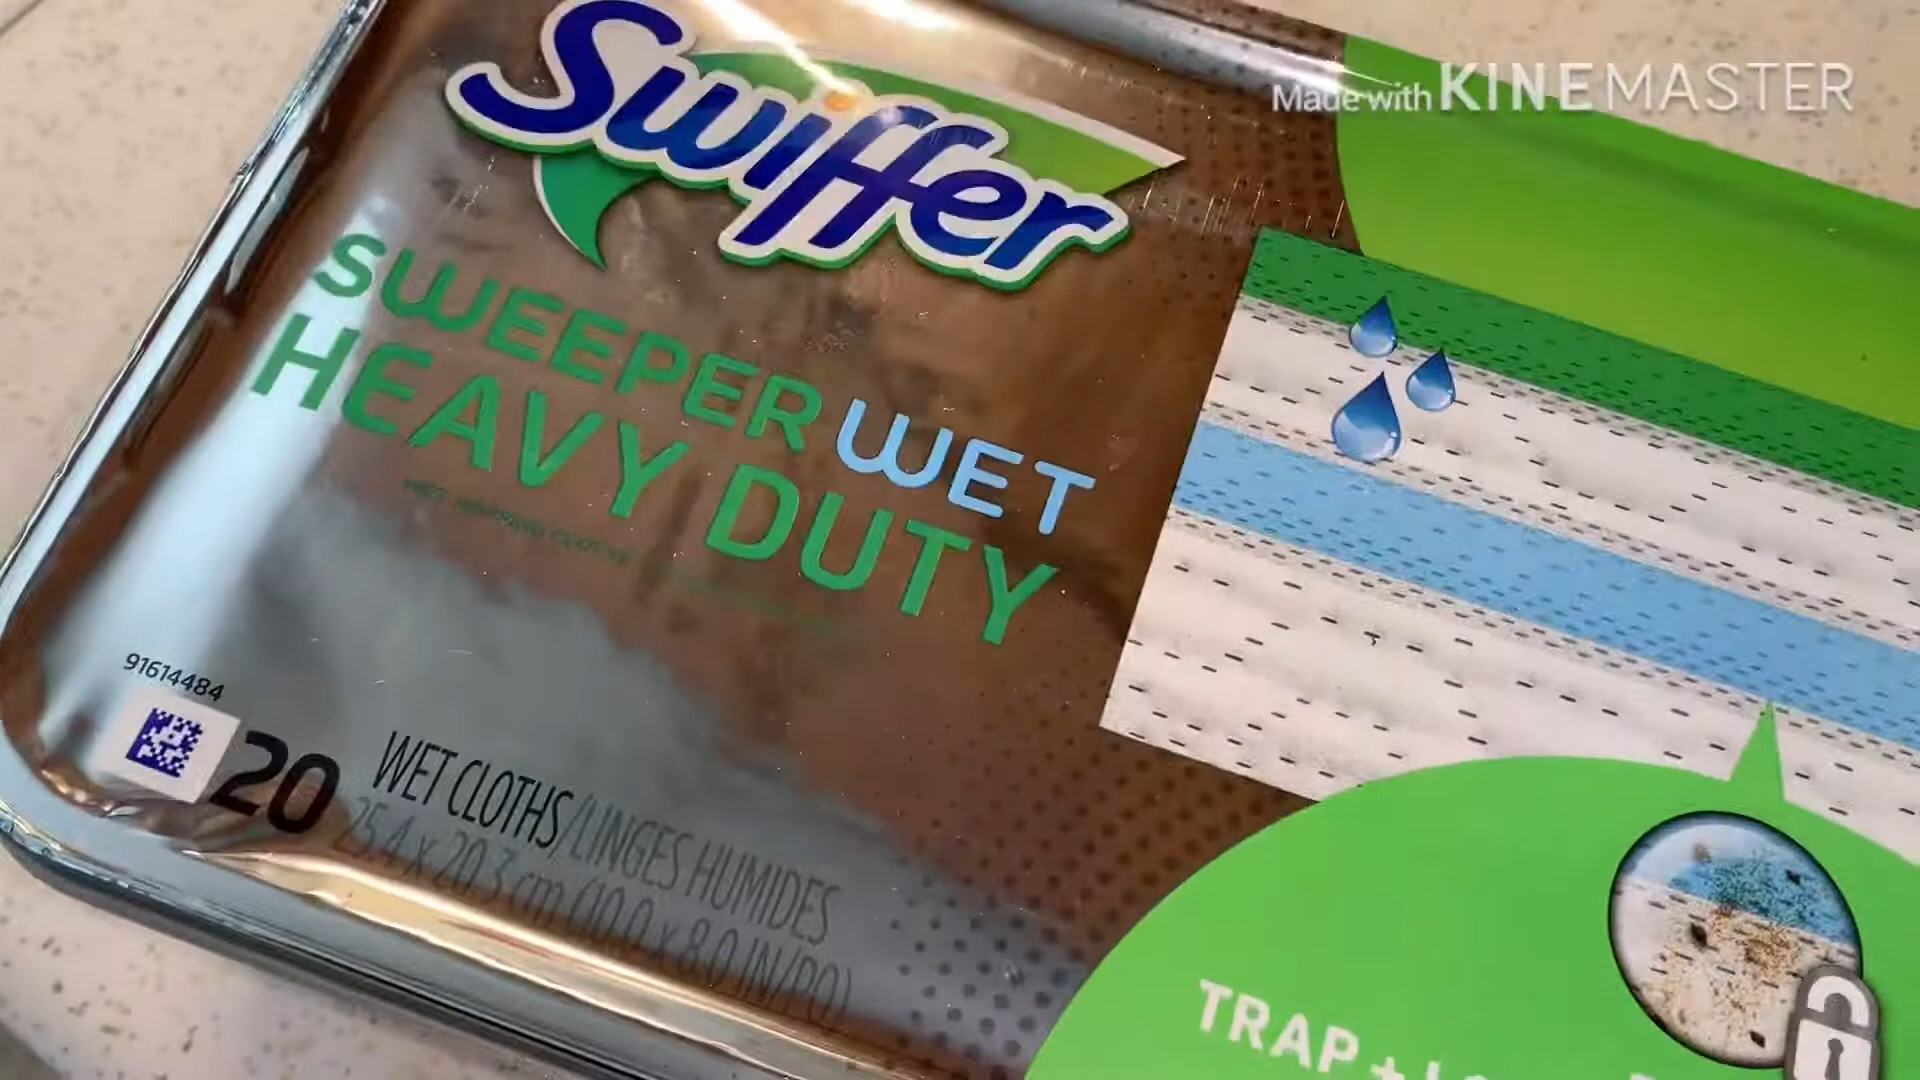 Made with KINEMASTER
Swiffer
SWEEPER WET
HEAVY DUTY
91614484
20 WET CLOTHS/LINGES HUMIDES
25.4 x 20.3 cm (10.0 x 8.0 IN/PO)
TRAP +